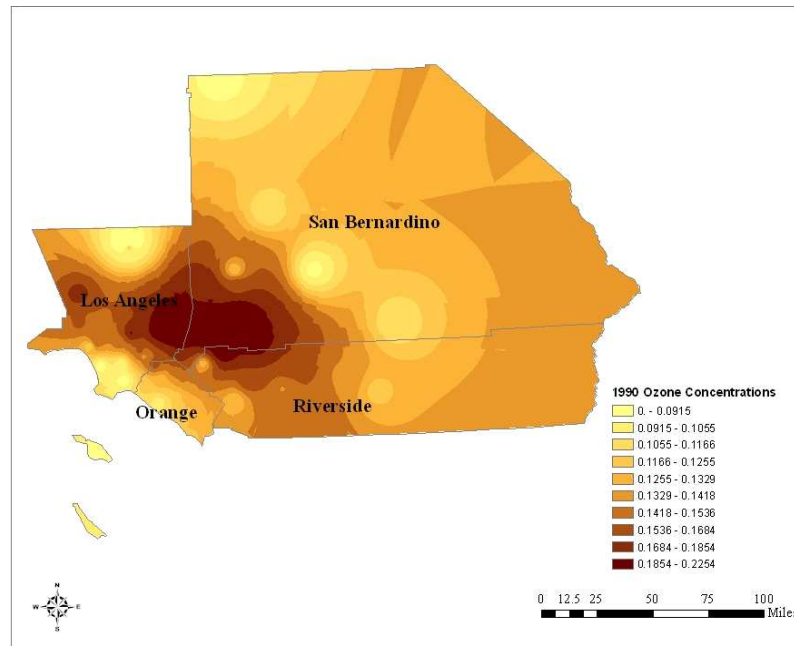 San Bernardino
Los Angeles
Orange
Riverside
1990 Ozone Concentrations
0. - 0.0915
0.0915 - 0.1055
0.1055 - 0.1166
0.1166 - 0.1255
0.1255 - 0.1329
0.1329 - 0.1418
0.1418 - 0.1536
0.1536 - 0.1684
0.1684 - 0.1854
0.1854 - 0.2254
N
W E
S
0 12.5 25 50 75 100
Miles